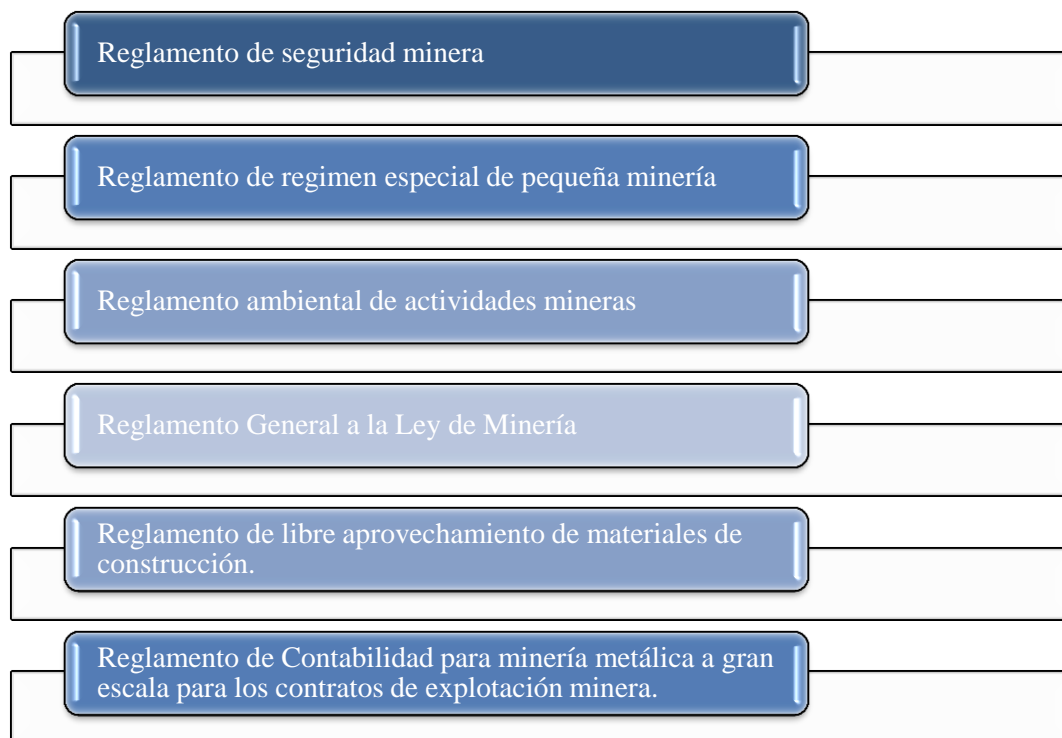 Reglamento de seguridad minera
Reglamento de regimen especial de pequeña minería
Reglamento ambiental de actividades mineras
Reglamento General a la Ley de Minería
Reglamento de libre aprovechamiento de materiales de
construcción.
Reglamento de Contabilidad para minería metálica a gran
escala para los contratos de explotación minera.